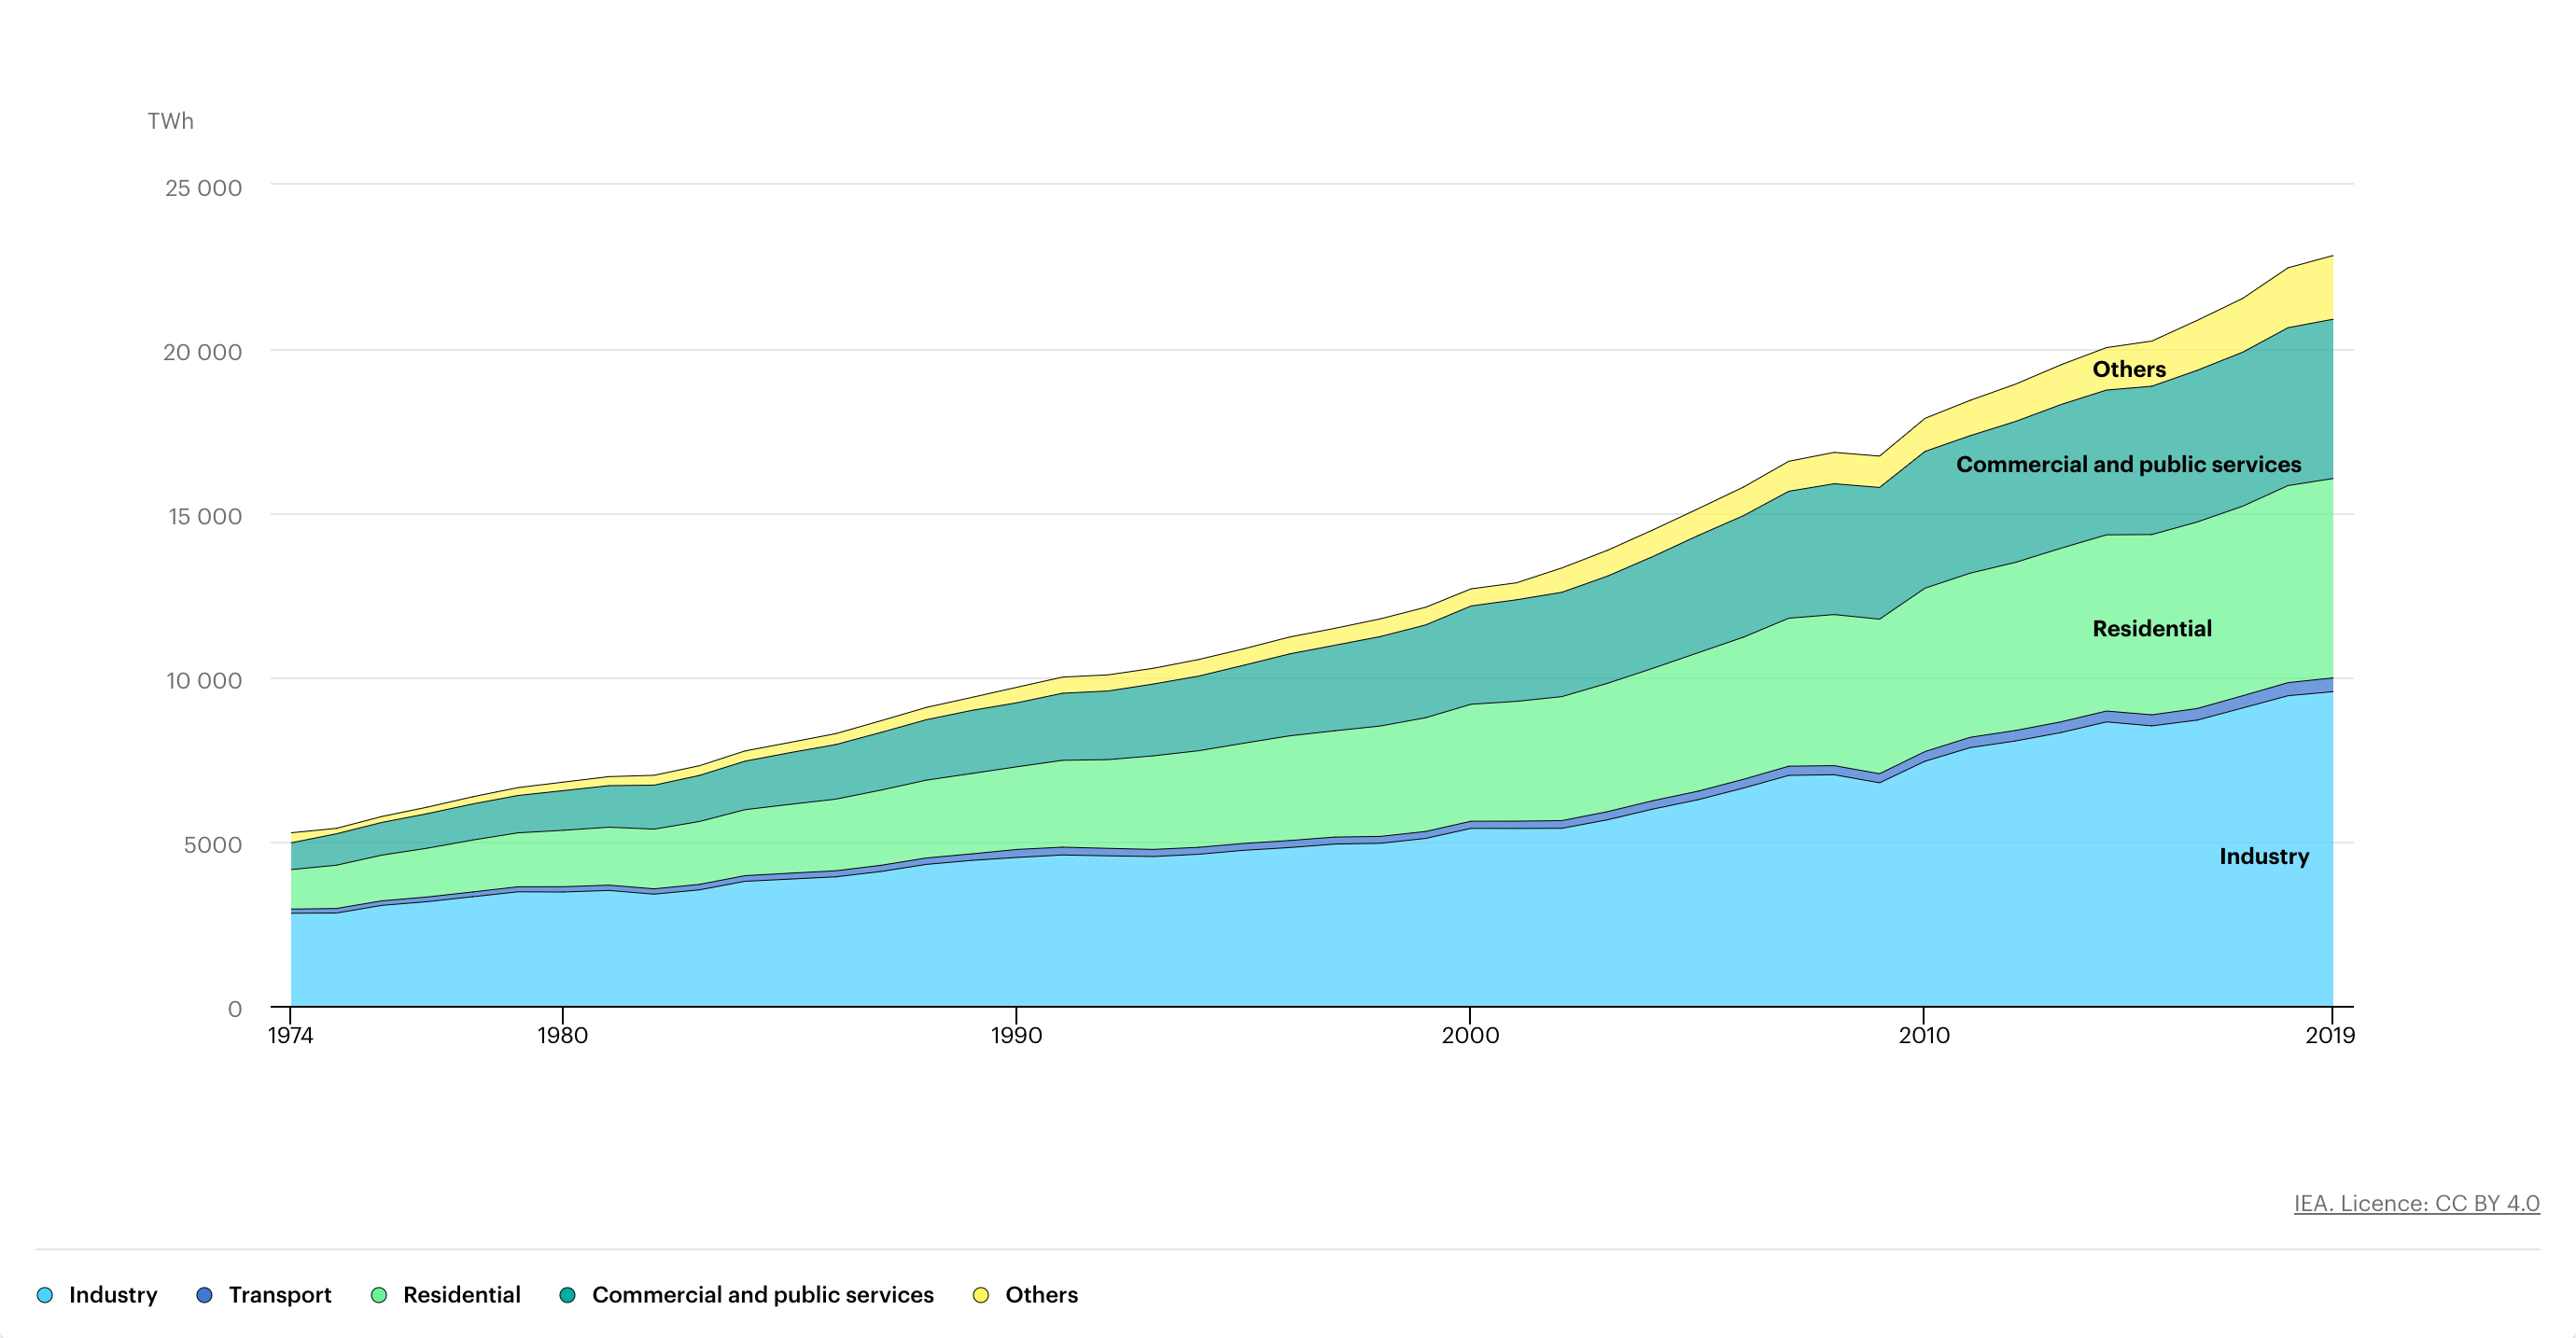 TWh
25 000
20 000
15 000
10 000
5000
0
Others
Commercial and public services
Residential
Industry
1974 1980 1990 2000 2010 2019
IEA. Licence: CC BY 4.0
Industry Transport Residential Commercial and public services Others